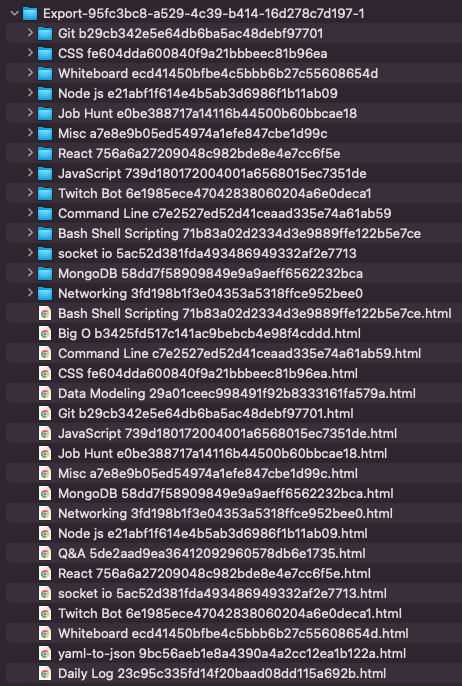 Export-95fc3bc8-a529-4c39-b414-16d278c7d197-1
Git b29cb342e5e64db6ba5ac48debf97701
CSS fe604dda600840f9a21bbbeec81b96ea
Whiteboard ecd41450bfbe4c5bbb6b27c55608654d
Node js e21abf1f614e4b5ab3d6986f1b11ab09
Job Hunt e0be388717a14116b44500b60bbcae18
Misc a7e8e9b05ed54974a1efe847cbe1d99c
React 756a6a27209048c982bde8e4e7cc6f5e
JavaScript 739d180172004001a6568015ec7351de
Twitch Bot 6e1985ece47042838060204a6e0deca1
Command Line c7e2527ed52d41ceaad335e74a61ab59
Bash Shell Scripting 71b83a02d2334d3e9889ffe122b5e7ce
socket io 5ac52d381fda493486949332af2e7713
MongoDB 58dd7f58909849e9a9aeff6562232bca
Networking 3fd198b1f3e04353a5318ffce952bee0
Bash Shell Scripting 71b83a02d2334d3e9889ffe122b5e7ce.html
Big O b3425fd517c141ac9bebcb4e98f4cddd.html
Command Line c7e2527ed52d41ceaad335e74a61ab59.html
CSS fe604dda600840f9a21bbbeec81b96ea.html
Data Modeling 29a01ceec998491f92b8333161fa579a.html
Git b29cb342e5e64db6ba5ac48debf97701.html
JavaScript 739d180172004001a6568015ec7351de.html
Job Hunt e0be388717a14116b44500b60bbcae18.html
Misc a7e8e9b05ed54974a1efe847cbe1d99c.html
MongoDB 58dd7f58909849e9a9aeff6562232bca.html
Networking 3fd198b1f3e04353a5318ffce952bee0.html
Node js e21abf1f614e4b5ab3d6986f1b11ab09.html
Q&A 5de2aad9ea36412092960578db6e1735.html
React 756a6a27209048c982bde8e4e7cc6f5e.html
socket io 5ac52d381fda493486949332af2e7713.html
Twitch Bot 6e1985ece47042838060204a6e0deca1.html
Whiteboard ecd41450bfbe4c5bbb6b27c55608654d.html
yaml-to-json 9bc56aeb1e8a4390a4a2cc12ea1b122a.html
Daily Log 23c95c335fd14f20baad08dd115a692b.html